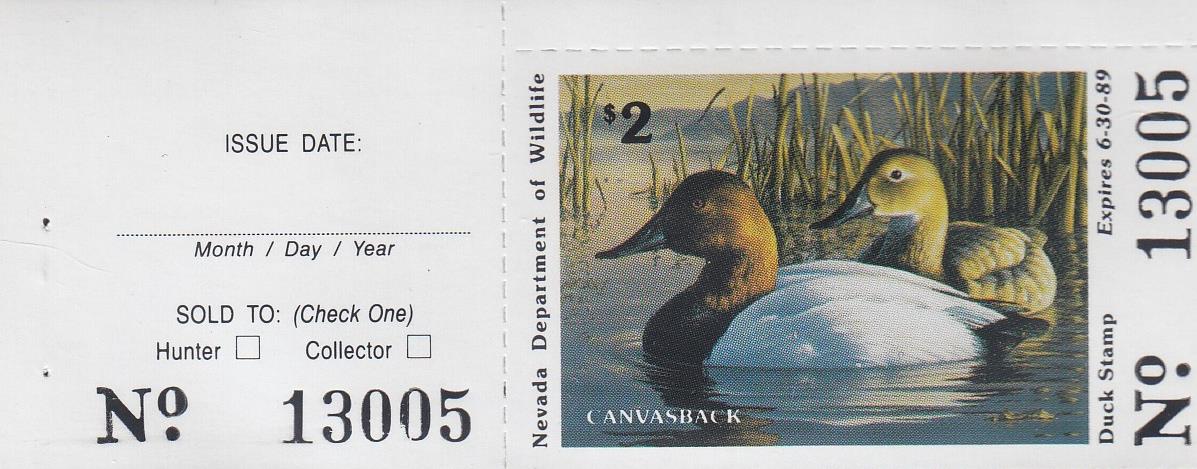 ISSUE DATE:
Month / Day / Year
SOLD TO: (Check One)
Hunter Collector
Nº 13005
Nevada Department of Wildlife
$2
CANVASBACK
Duck Stamp Expires 6-30-89
Nº 13005